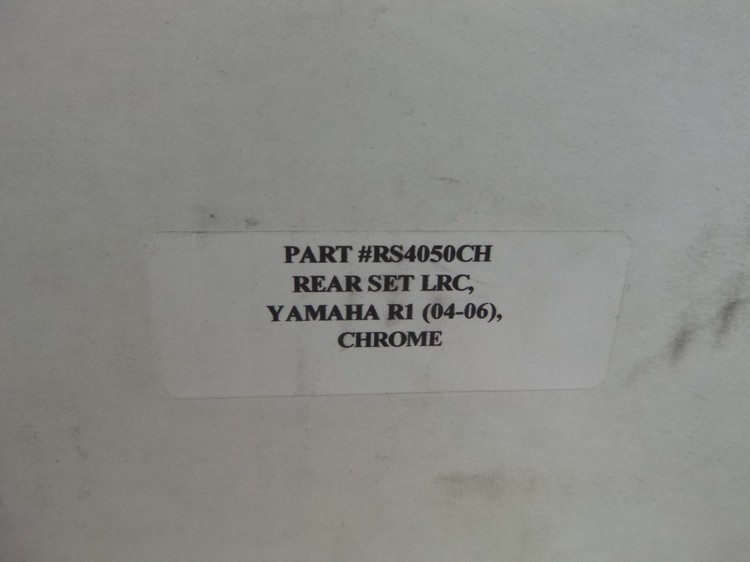 PART #RS4050CH
REAR SET LRC,
YAMAHA R1 (04-06),
CHROME